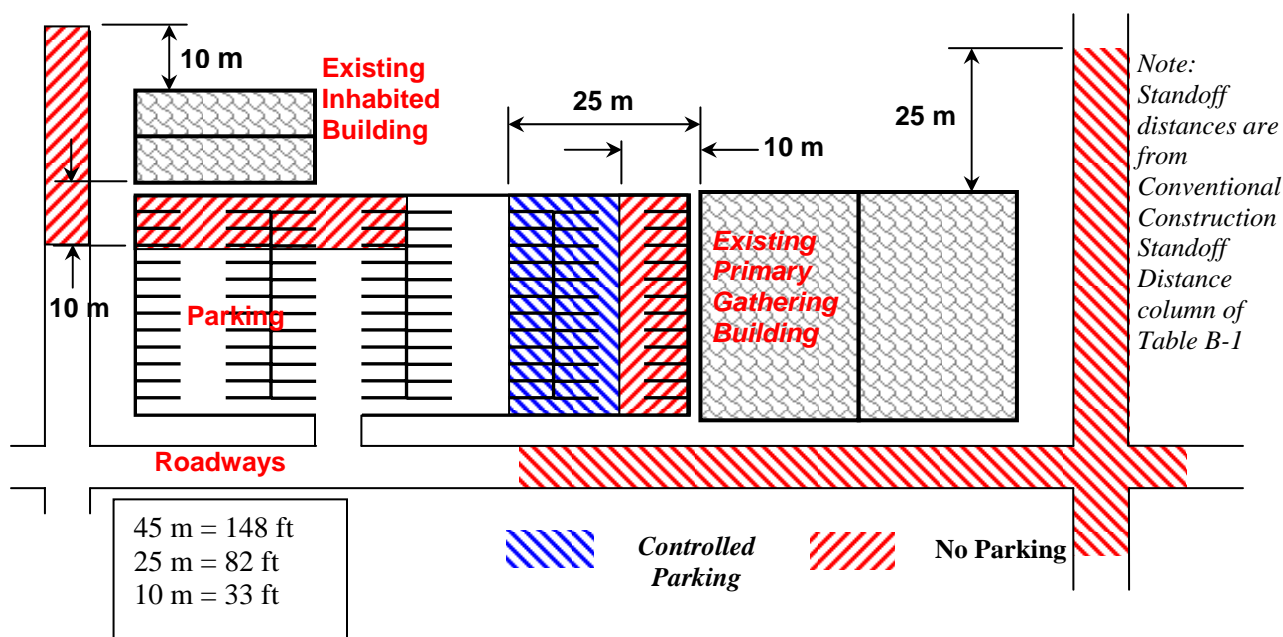 10 m
Existing
Inhabited
Building
25 m
10 m
25 m
Note:
Standoff
distances are
from
Conventional
Construction
Standoff
Distance
column of
Table B-1
Existing
Primary
Gathering
Building
10 m
Parking
Roadways
45 m = 148 ft
25 m = 82 ft
10 m = 33 ft
Controlled
Parking
No Parking